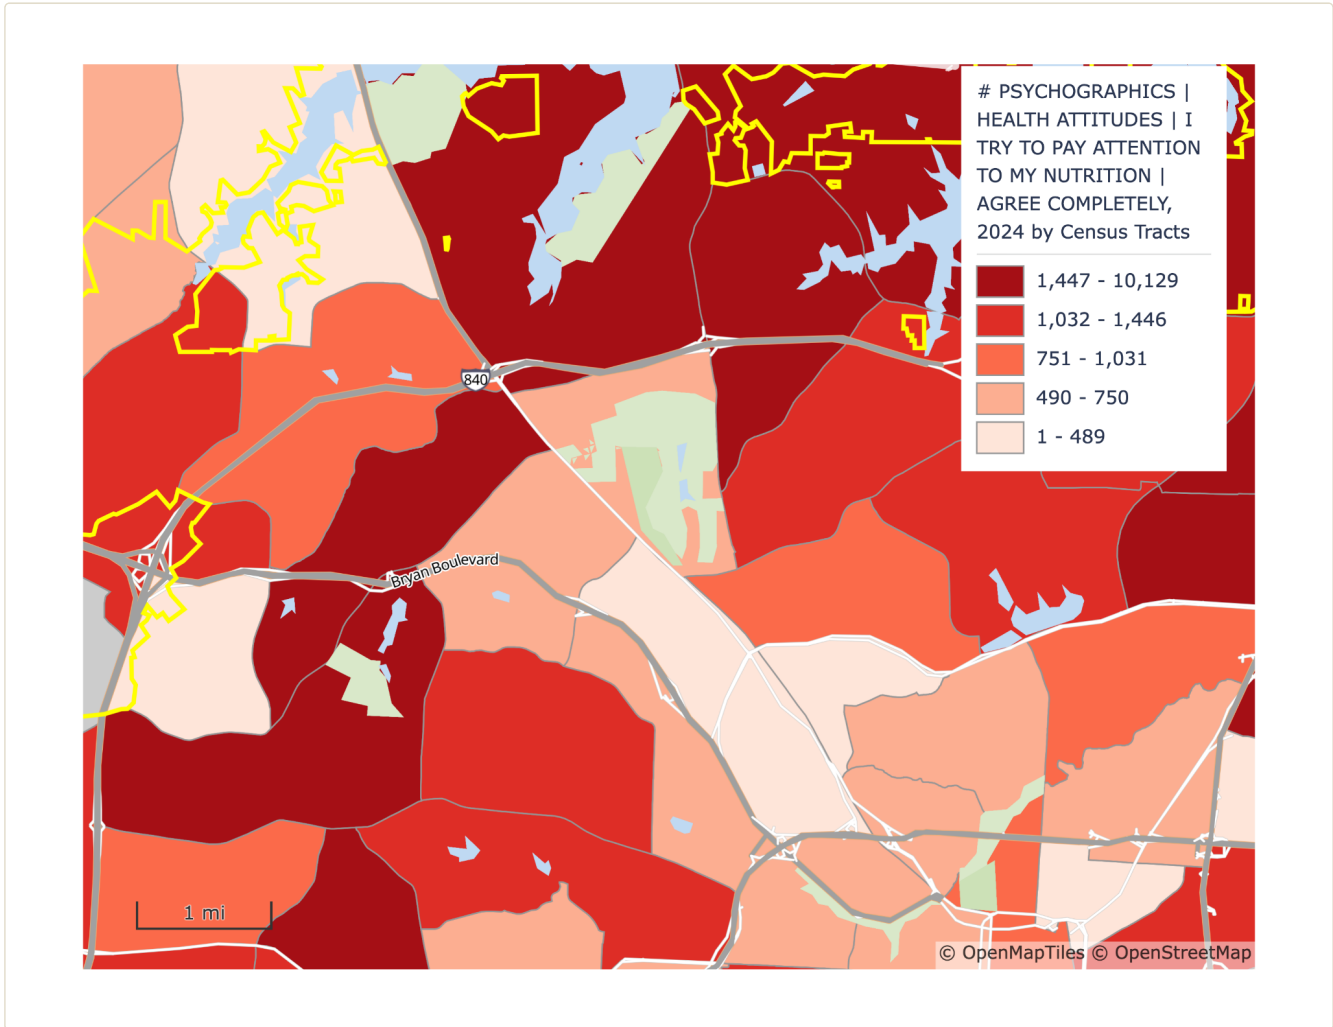 # PSYCHOGRAPHICS |
HEALTH ATTITUDES | I
TRY TO PAY ATTENTION
TO MY NUTRITION |
AGREE COMPLETELY,
2024 by Census Tracts
1,447 - 10,129
1,032 - 1,446
751 - 1,031
490 - 750
1 - 489
840
Bryan Boulevard
1 mi
© OpenMapTiles © OpenStreetMap